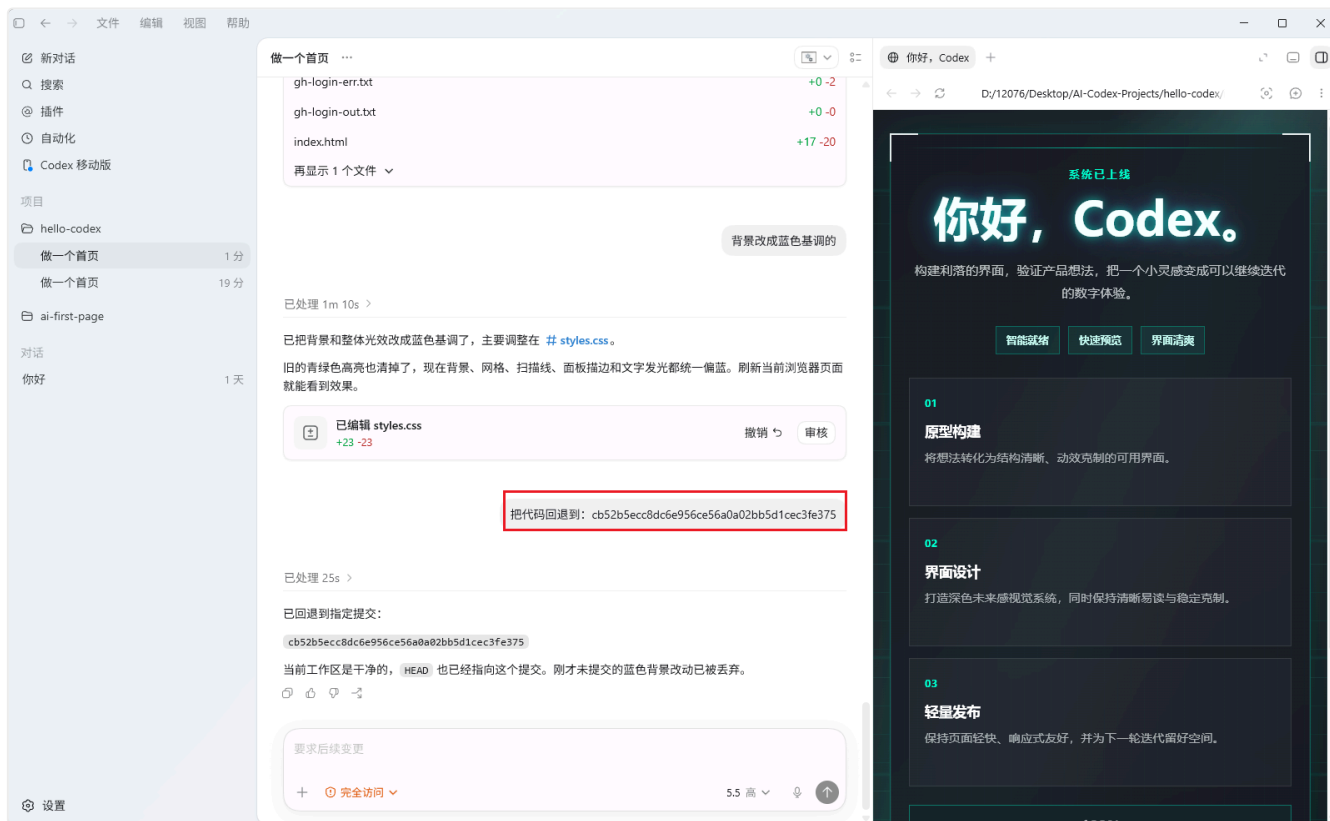 文件 编辑 视图 帮助
新对话
搜索
插件
自动化
Codex 移动版
项目
hello-codex
做一个首页 1 分
做一个首页 19 分
ai-first-page
对话
你好 1 天
设置
做一个首页 ···
gh-login-err.txt +0 -2
gh-login-out.txt +0 -0
index.html +17 -20
再显示 1 个文件
背景改成蓝色基调的
已处理 1m 10s
已把背景和整体光效改成蓝色基调了，主要调整在 # styles.css。
旧的青绿色高亮也清掉了，现在背景、网格、扫描线、面板描边和文字发光都统一偏蓝。刷新当前浏览器页面
就能看到效果。
已编辑 styles.css
+23 -23
撤销 审核
把代码回退到：cb52b5ecc8dc6e956ce56a0a02bb5d1cec3fe375
已处理 25s
已回退到指定提交：
cb52b5ecc8dc6e956ce56a0a02bb5d1cec3fe375
当前工作区是干净的，HEAD 也已经指向这个提交。刚才未提交的蓝色背景改动已被丢弃。
要求后续变更
完全访问 5.5 高
你好，Codex
D:/12076/Desktop/AI-Codex-Projects/hello-codex/
系统已上线
你好，Codex。
构建利落的界面，验证产品想法，把一个小灵感变成可以继续迭代
的数字体验。
智能就绪 快速预览 界面清爽
01
原型构建
将想法转化为结构清晰、动效克制的可用界面。
02
界面设计
打造深色未来感视觉系统，同时保持清晰易读与稳定克制。
03
轻量发布
保持页面轻快、响应式友好，并为下一轮迭代留好空间。